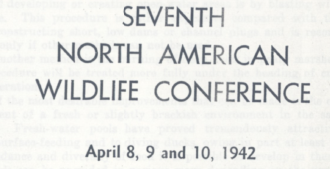 SEVENTH
NORTH AMERICAN
WILDLIFE CONFERENCE
April 8, 9 and 10, 1942